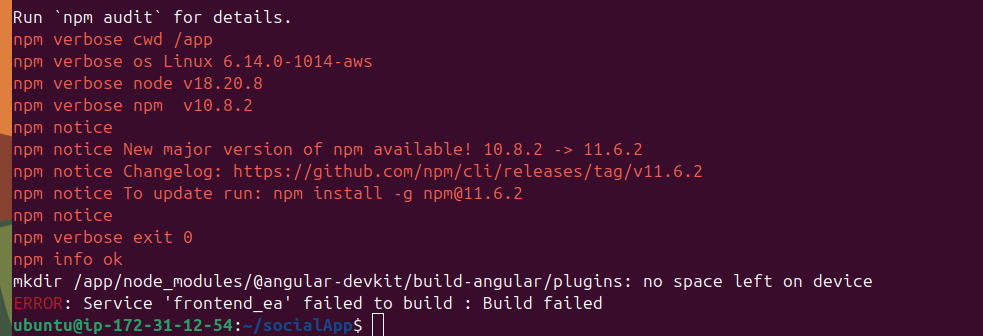 Run `npm audit` for details.
npm verbose cwd /app
npm verbose os Linux 6.14.0-1014-aws
npm verbose node v18.20.8
npm verbose npm  v10.8.2
npm notice
npm notice New major version of npm available! 10.8.2 -> 11.6.2
npm notice Changelog: https://github.com/npm/cli/releases/tag/v11.6.2
npm notice To update run: npm install -g npm@11.6.2
npm notice
npm verbose exit 0
npm info ok
mkdir /app/node_modules/@angular-devkit/build-angular/plugins: no space left on device
ERROR: Service 'frontend_ea' failed to build : Build failed
ubuntu@ip-172-31-12-54:~/socialApp$